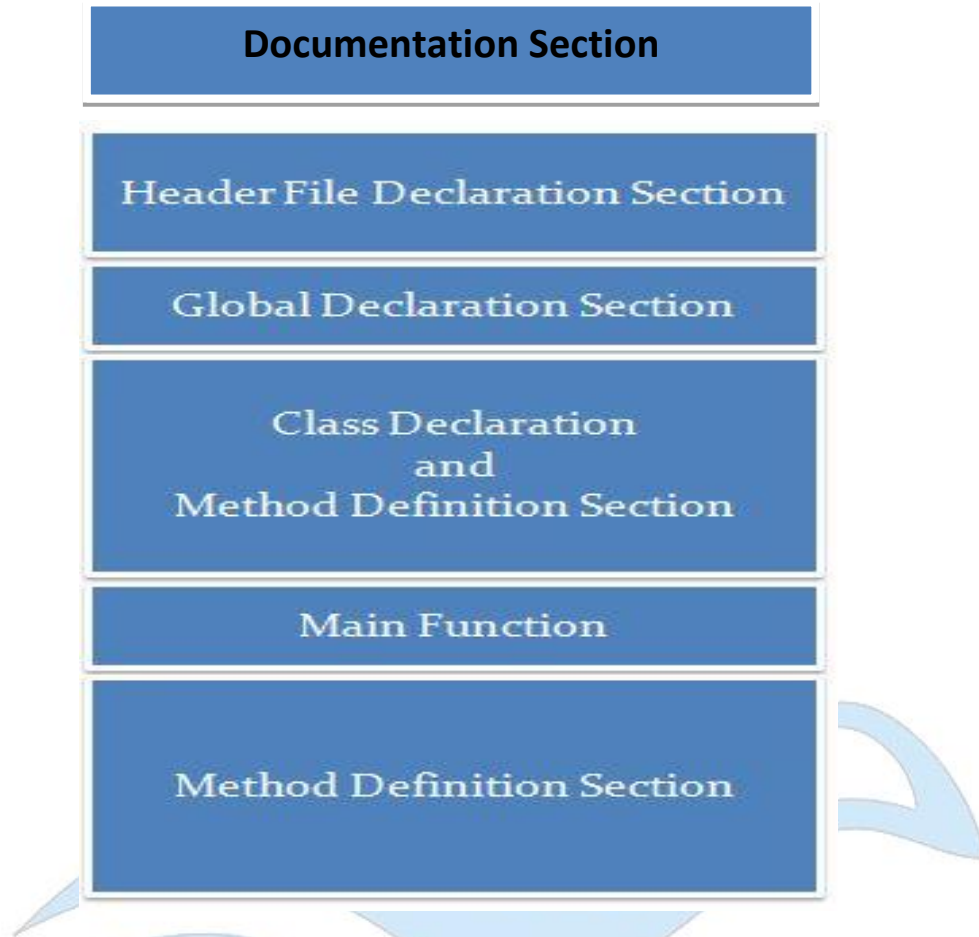 Documentation Section
Header File Declaration Section
Global Declaration Section
Class Declaration
and
Method Definition Section
Main Function
Method Definition Section